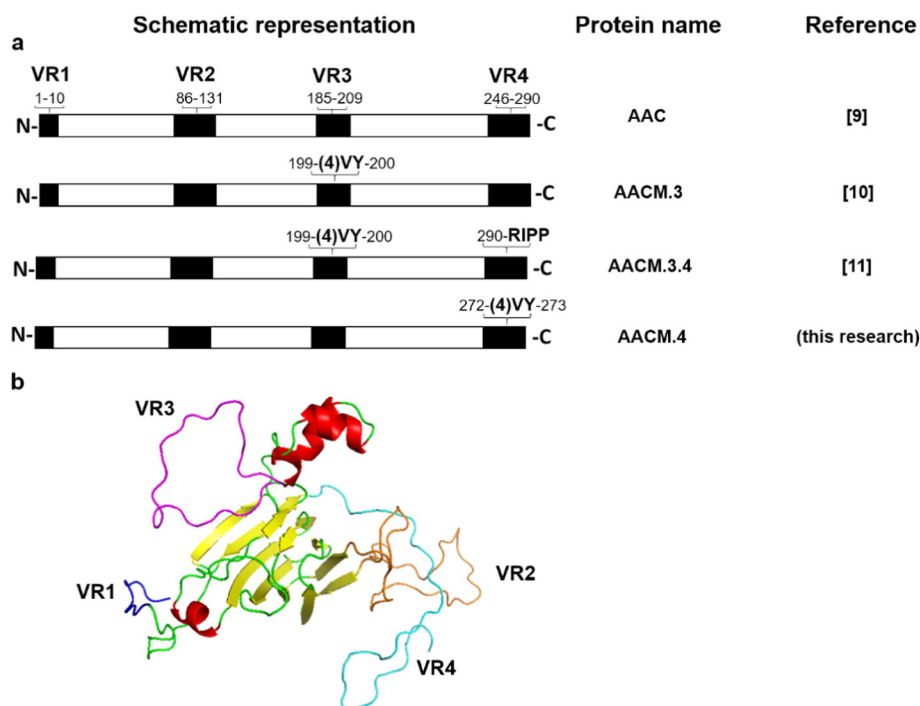 Schematic representation Protein name Reference
a
VR1 VR2 VR3 VR4
1-10 86-131 185-209 246-290
N- -C AAC [9]
199-(4)VY-200
N- -C AACM.3 [10]
199-(4)VY-200 290-RIPP
N- -C AACM.3.4 [11]
272-(4)VY-273
N- -C AACM.4 (this research)
b
VR3
VR2
VR1
VR4